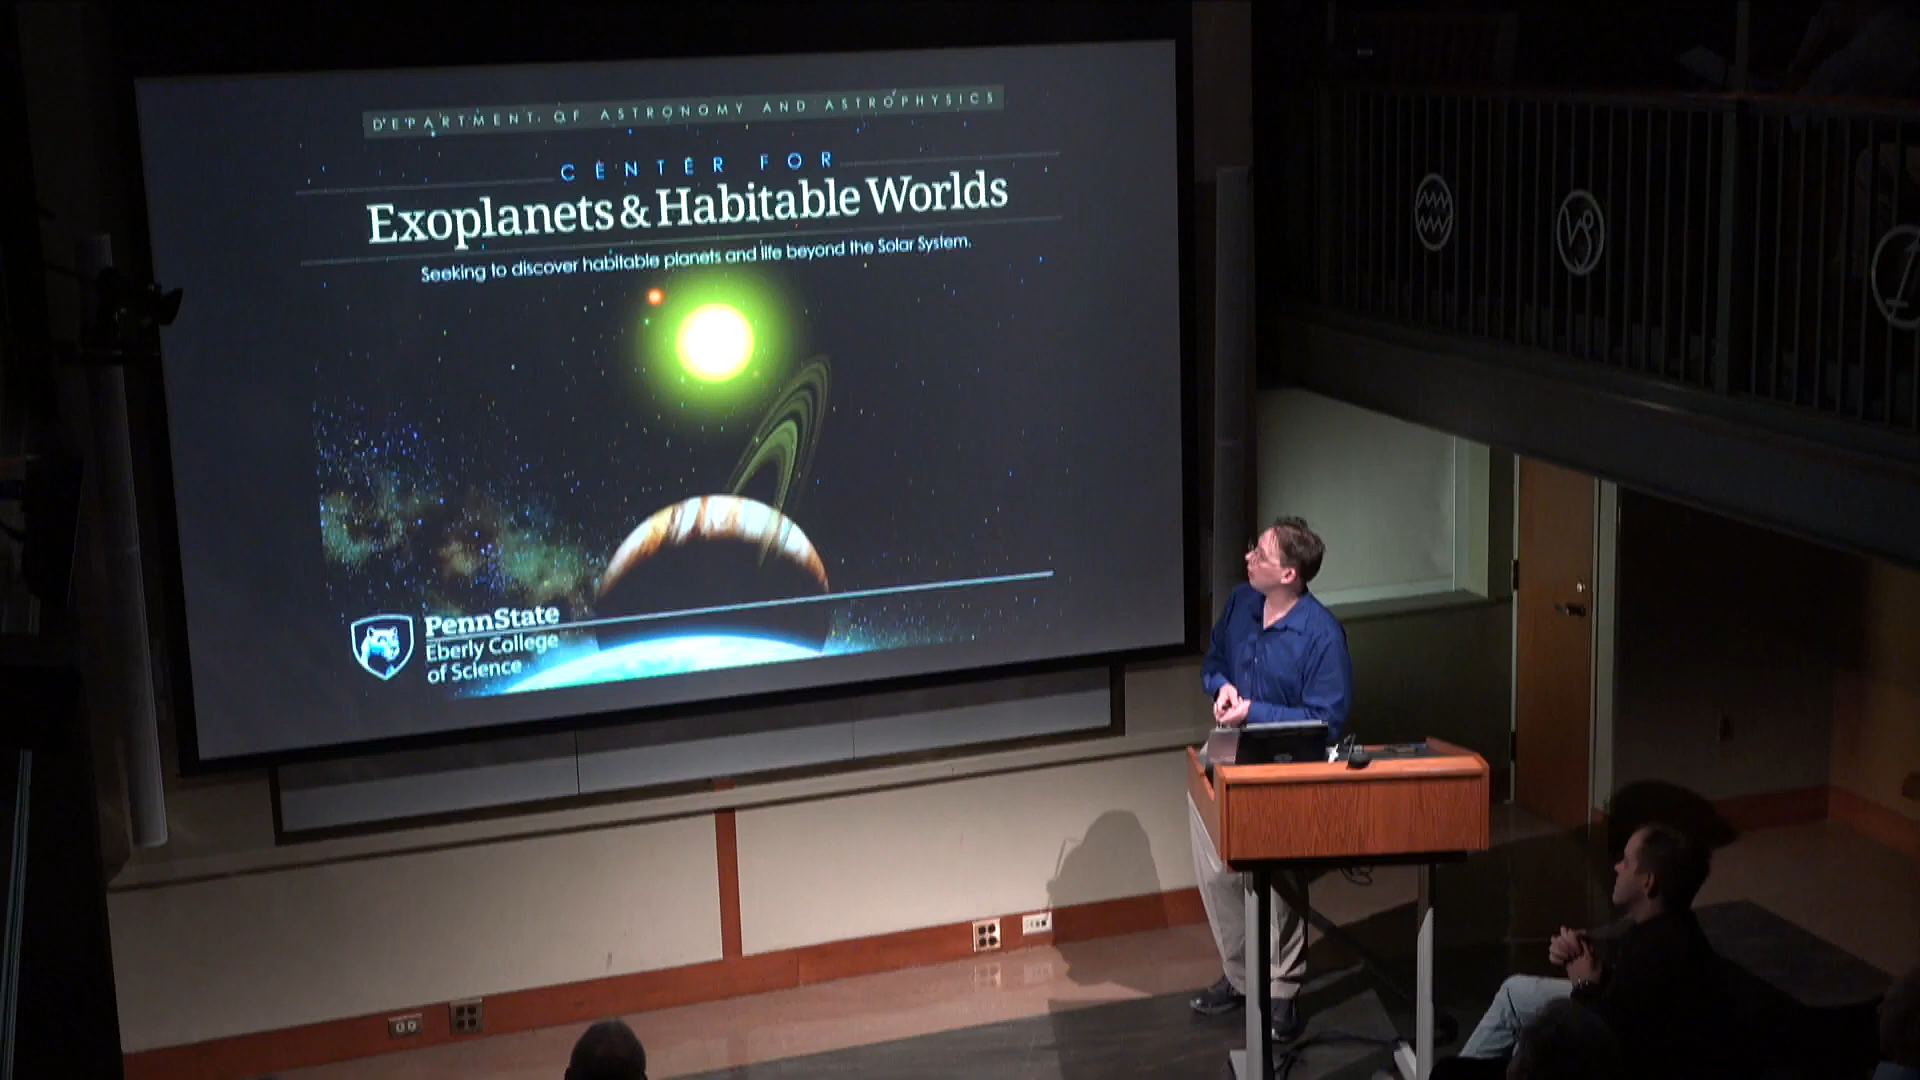 DEPARTMENT OF ASTRONOMY AND ASTROPHYSICS
CENTER FOR
Exoplanets & Habitable Worlds
Seeking to discover habitable planets and life beyond the Solar System.
PennState
Eberly College
of Science